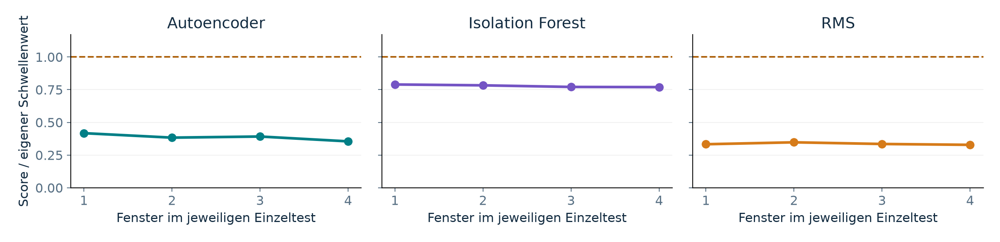 Autoencoder
Isolation Forest
RMS
Score / eigener Schwellenwert
1.00
0.75
0.50
0.25
0.00
1 2 3 4
1 2 3 4
1 2 3 4
Fenster im jeweiligen Einzeltest
Fenster im jeweiligen Einzeltest
Fenster im jeweiligen Einzeltest